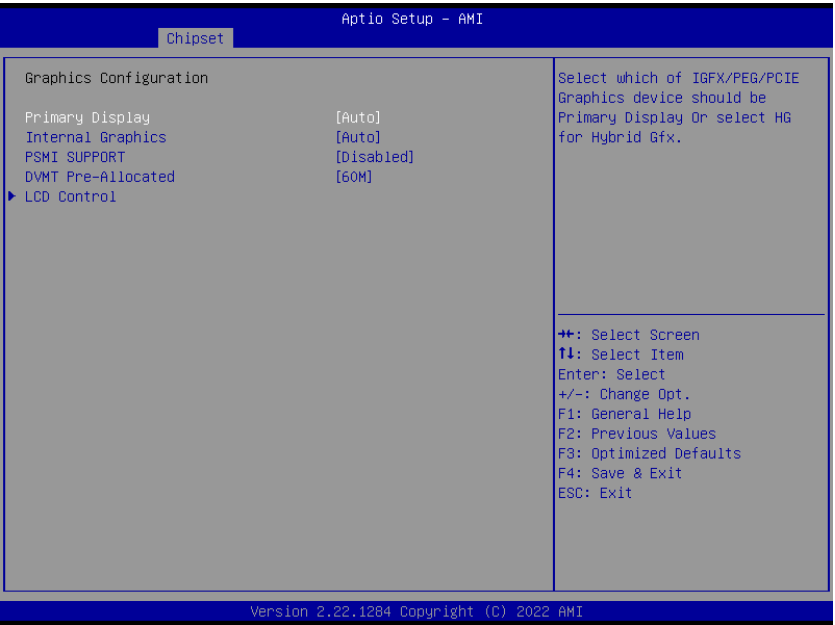 Aptio Setup – AMI
Chipset
Graphics Configuration
Primary Display [Auto]
Internal Graphics [Auto]
PSMI SUPPORT [Disabled]
DVMT Pre-Allocated [60M]
LCD Control
Select which of IGFX/PEG/PCIE
Graphics device should be
Primary Display Or select HG
for Hybrid Gfx.
→←: Select Screen
↑↓: Select Item
Enter: Select
+/-: Change Opt.
F1: General Help
F2: Previous Values
F3: Optimized Defaults
F4: Save & Exit
ESC: Exit
Version 2.22.1284 Copyright (C) 2022 AMI